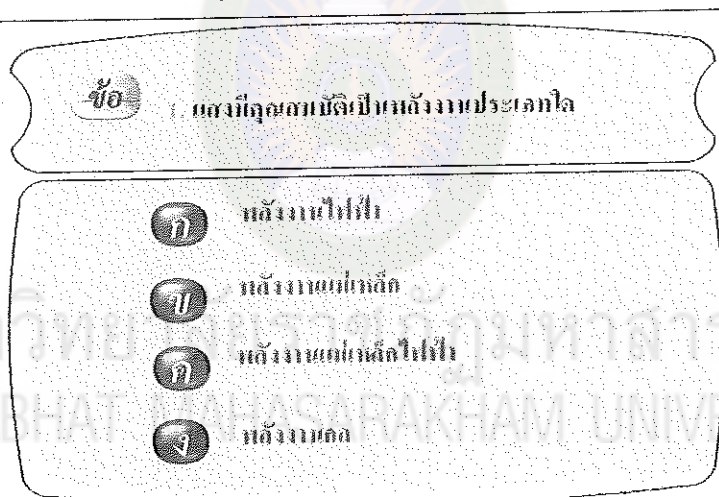 ข้อ
แสงมีคุณสมบัติเป็นพลังงานประเภทใด
ก พลังงานไฟฟ้า
ข พลังงานแม่เหล็ก
ค พลังงานแม่เหล็กไฟฟ้า
ง พลังงานกล